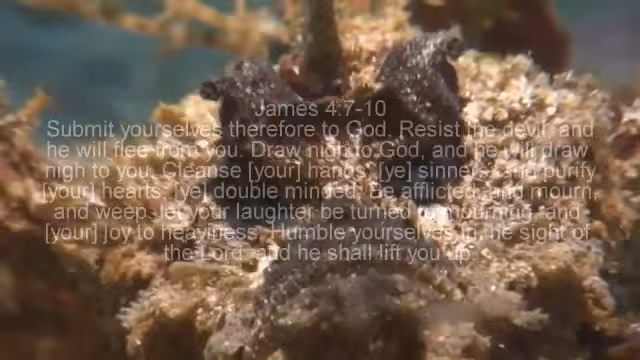 James 4:7-10
Submit yourselves therefore to God. Resist the devil, and
he will flee from you. Draw nigh to God, and he will draw
nigh to you. Cleanse [your] hands, [ye] sinners; and purify
[your] hearts, [ye] double minded. Be afflicted, and mourn,
and weep: let your laughter be turned to mourning, and
[your] joy to heaviness. Humble yourselves in the sight of
the Lord, and he shall lift you up.